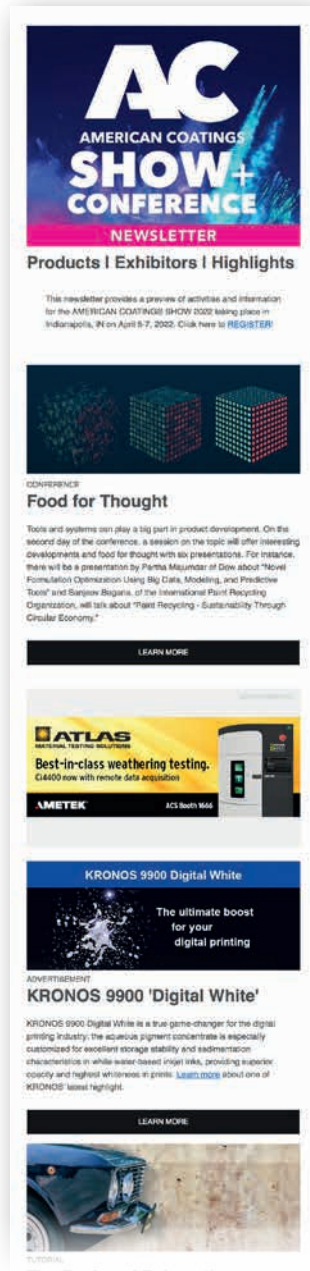 AC
AMERICAN COATINGS
SHOW+
CONFERENCE
NEWSLETTER
Products I Exhibitors I Highlights
This newsletter provides a preview of activities and information
for the AMERICAN COATINGS SHOW 2022 taking place in
Indianapolis, IN on April 5-7, 2022. Click here to REGISTER!
CONFERENCE
Food for Thought
Tools and systems can play a big part in product development. On the
second day of the conference, a session on the topic will offer interesting
developments and food for thought with six presentations. For instance,
there will be a presentation by Partha Majumdar of Dow about "Novel
Formulation Optimization Using Big Data, Modeling, and Predictive
Tools" and Sanjeev Bagaria, of the International Paint Recycling
Organization, will talk about "Paint Recycling - Sustainability Through
Circular Economy."
LEARN MORE
ATLAS
MATERIAL TESTING SOLUTIONS
Best-in-class weathering testing.
Ci4400 now with remote data acquisition
AMETEK
ACS Booth 1666
KRONOS 9900 Digital White
The ultimate boost
for your
digital printing
ADVERTISEMENT
KRONOS 9900 'Digital White'
KRONOS 9900 Digital White is a true game-changer for the digital
printing industry, the aqueous pigment concentrate is especially
customized for excellent storage stability and sedimentation
characteristics in white water-based inkjet inks, providing superior
opacity and highest whiteness in prints. Learn more about one of
KRONOS' latest highlight.
LEARN MORE
TUTORIAL